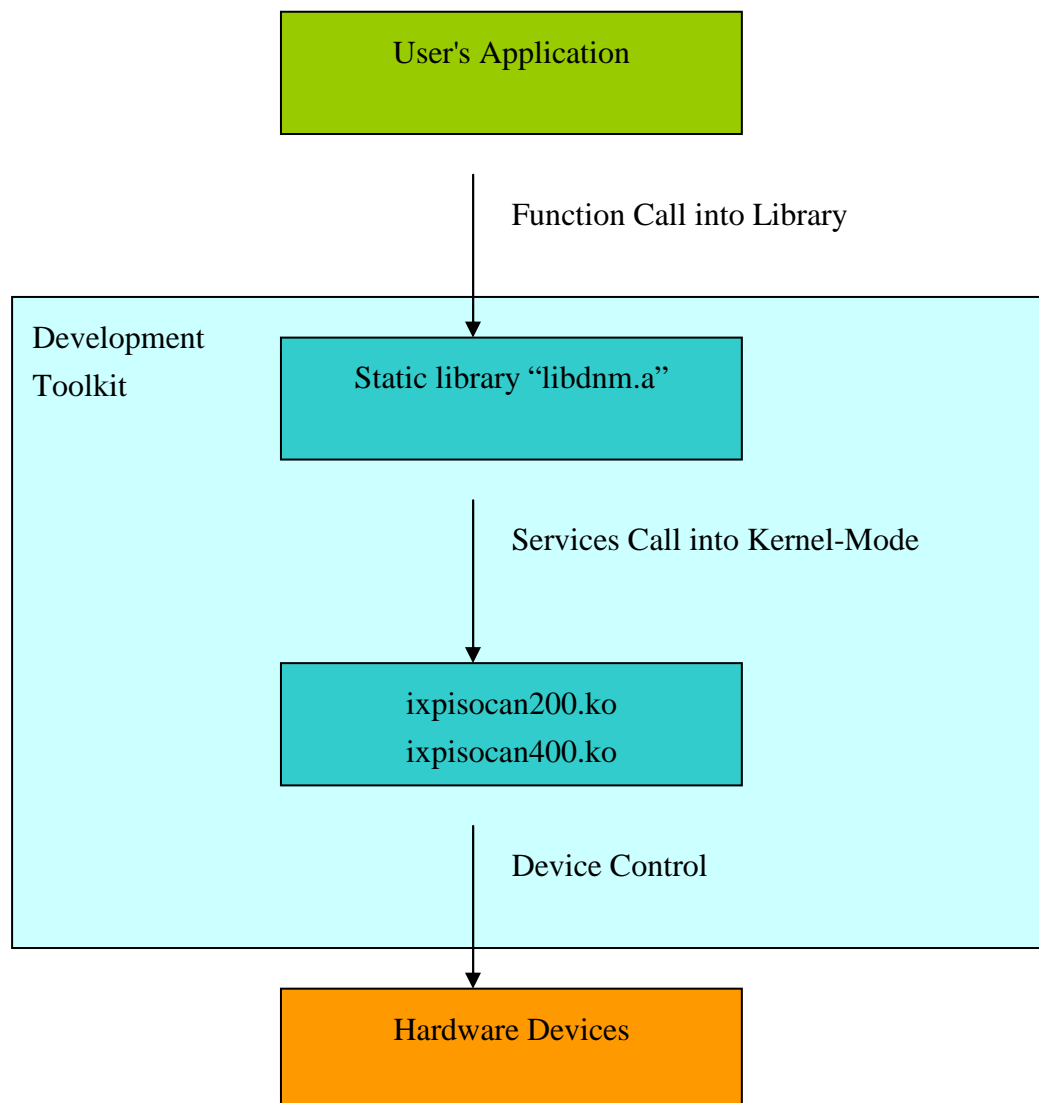 User's Application
Function Call into Library
Development
Toolkit
Static library “libdnm.a”
Services Call into Kernel-Mode
ixpisocan200.ko
ixpisocan400.ko
Device Control
Hardware Devices